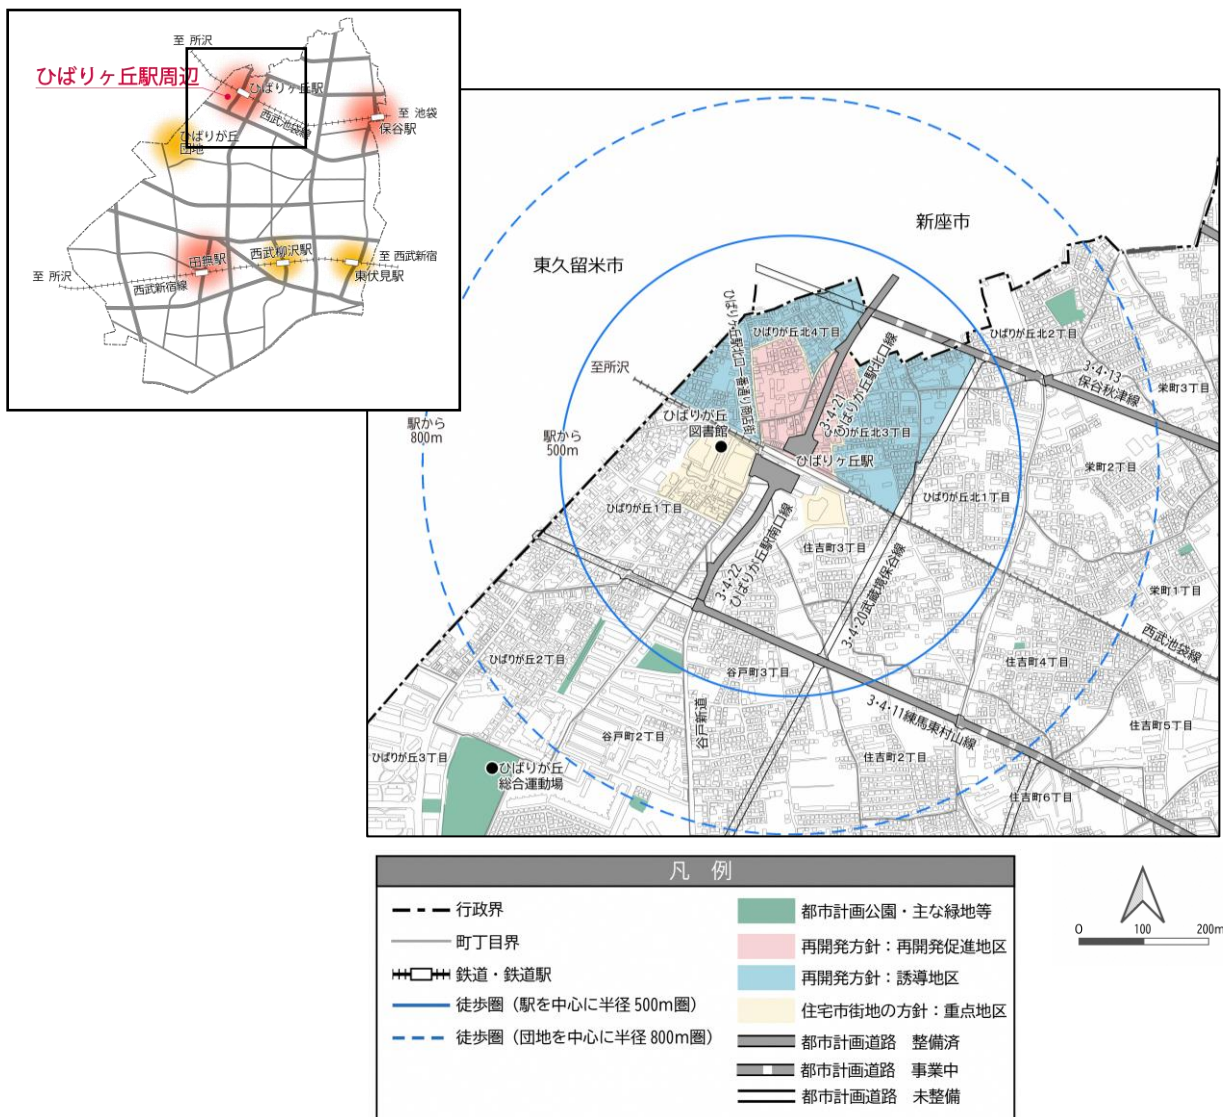 至 所沢
ひばりヶ丘駅周辺
ひばりヶ丘駅
西武池袋線
至 池袋
保谷駅
ひばりが丘
団地
田無駅
西武柳沢駅
至 西武新宿
東伏見駅
至 所沢
西武新宿線
新座市
東久留米市
ひばりヶ丘駅北口一番通り商店街
ひばりが丘北4丁目
ひばりが丘北2丁目
3・4・13
保谷秋津線
栄町3丁目
至所沢
3・4・21
ひばりが丘駅北口線
駅から
800m
駅から
500m
ひばりが丘
図書館
ひばりが丘北3丁目
ひばりヶ丘駅
栄町2丁目
ひばりが丘北1丁目
ひばりが丘1丁目
住吉町3丁目
3・4・22
ひばりが丘駅南口線
3・4・20武蔵境保谷線
栄町1丁目
西武池袋線
ひばりが丘2丁目
谷戸町3丁目
住吉町4丁目
谷戸新道
3・4・11練馬東村山線
住吉町5丁目
谷戸町2丁目
ひばりが丘3丁目
住吉町2丁目
ひばりが丘
総合運動場
住吉町6丁目
凡 例
行政界
町丁目界
鉄道・鉄道駅
徒歩圏（駅を中心に半径500m圏）
徒歩圏（団地を中心に半径800m圏）
都市計画公園・主な緑地等
再開発方針：再開発促進地区
再開発方針：誘導地区
住宅市街地の方針：重点地区
都市計画道路 整備済
都市計画道路 事業中
都市計画道路 未整備
0 100 200m